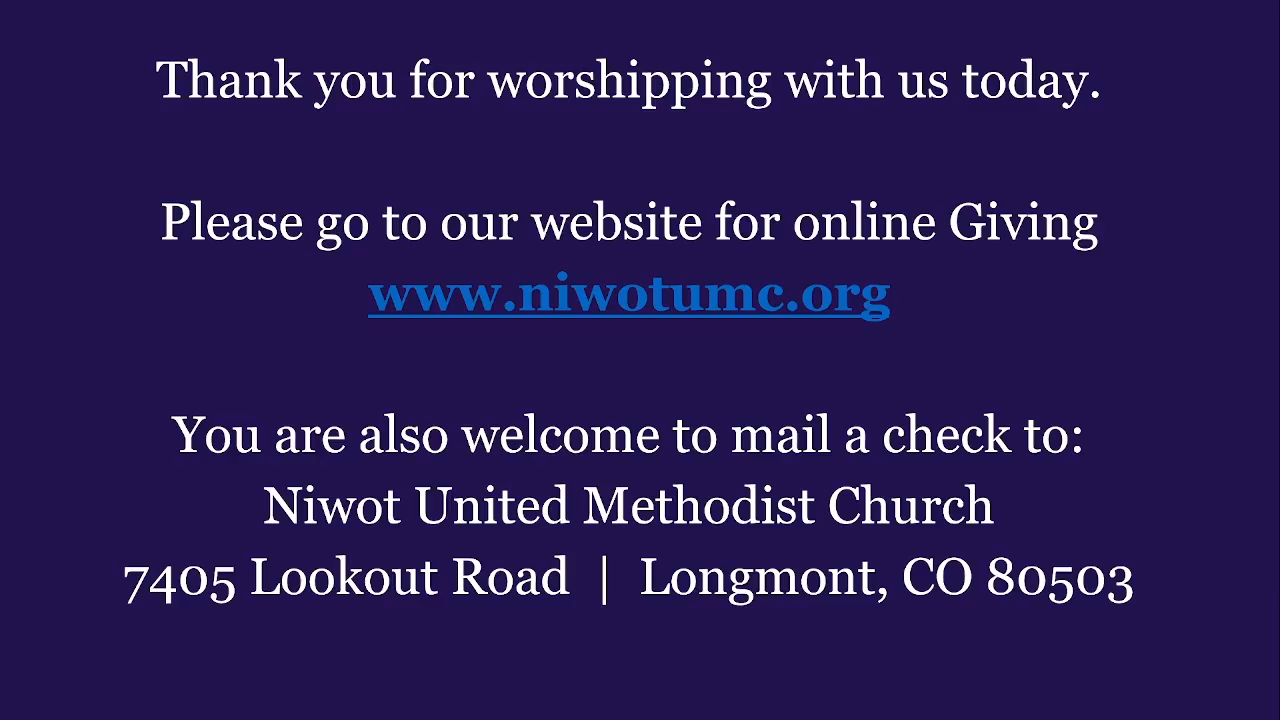 Thank you for worshipping with us today.
Please go to our website for online Giving
www.niwotumc.org
You are also welcome to mail a check to:
Niwot United Methodist Church
7405 Lookout Road | Longmont, CO 80503